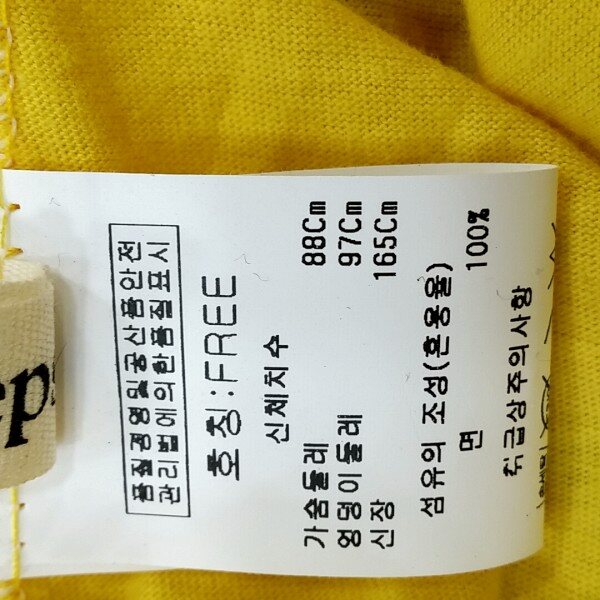 품질경영및공산품안전
관리법에의한품질표시
호칭:FREE
신체치수
가슴둘레 88Cm
엉덩이둘레 97Cm
신장 165Cm
섬유의 조성(혼용율)
면 100%
취급상주의사항